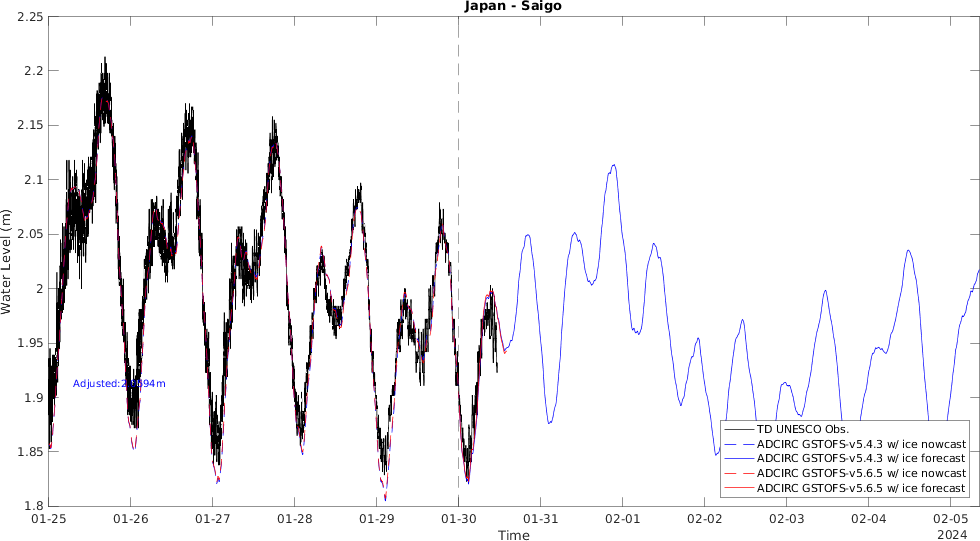 Japan - Saigo
2.25
2.2
2.15
2.1
2.05
2
1.95
1.9
1.85
1.8
Water Level (m)
01-25 01-26 01-27 01-28 01-29 01-30 01-31 02-01 02-02 02-03 02-04 02-05
Time
2024
TD UNESCO Obs.
ADCIRC GSTOFS-v5.4.3 w/ ice nowcast
ADCIRC GSTOFS-v5.4.3 w/ ice forecast
ADCIRC GSTOFS-v5.6.5 w/ ice nowcast
ADCIRC GSTOFS-v5.6.5 w/ ice forecast